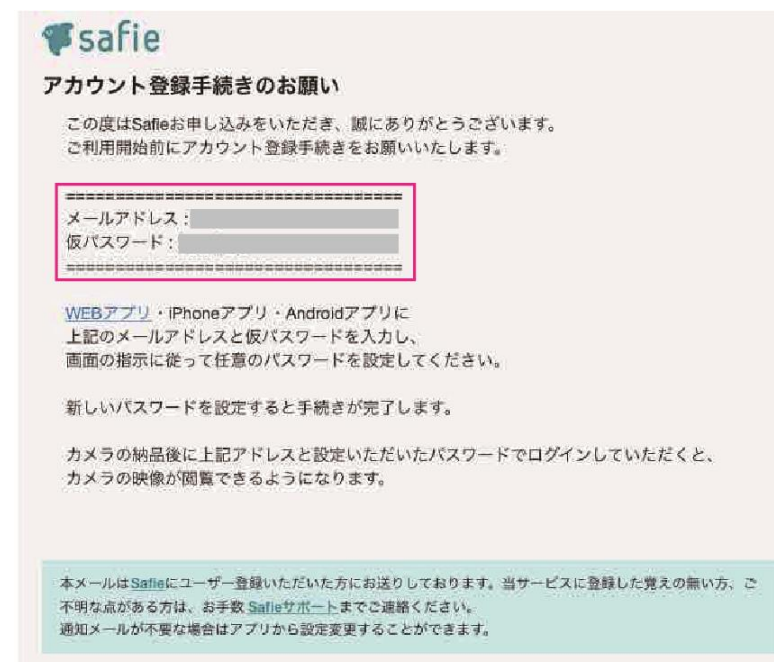 safie
アカウント登録手続きのお願い
この度はSafieお申し込みをいただき、誠にありがとうございます。
ご利用開始前にアカウント登録手続きをお願いいたします。
==================================
メールアドレス：
仮パスワード：
==================================
WEBアプリ・iPhoneアプリ・Androidアプリに
上記のメールアドレスと仮パスワードを入力し、
画面の指示に従って任意のパスワードを設定してください。
新しいパスワードを設定すると手続きが完了します。
カメラの納品後に上記アドレスと設定いただいたパスワードでログインしていただくと、
カメラの映像が閲覧できるようになります。
本メールはSafieにユーザー登録いただいた方にお送りしております。当サービスに登録した覚えの無い方、ご
不明な点がある方は、お手数 Safieサポートまでご連絡ください。
通知メールが不要な場合はアプリから設定変更することができます。